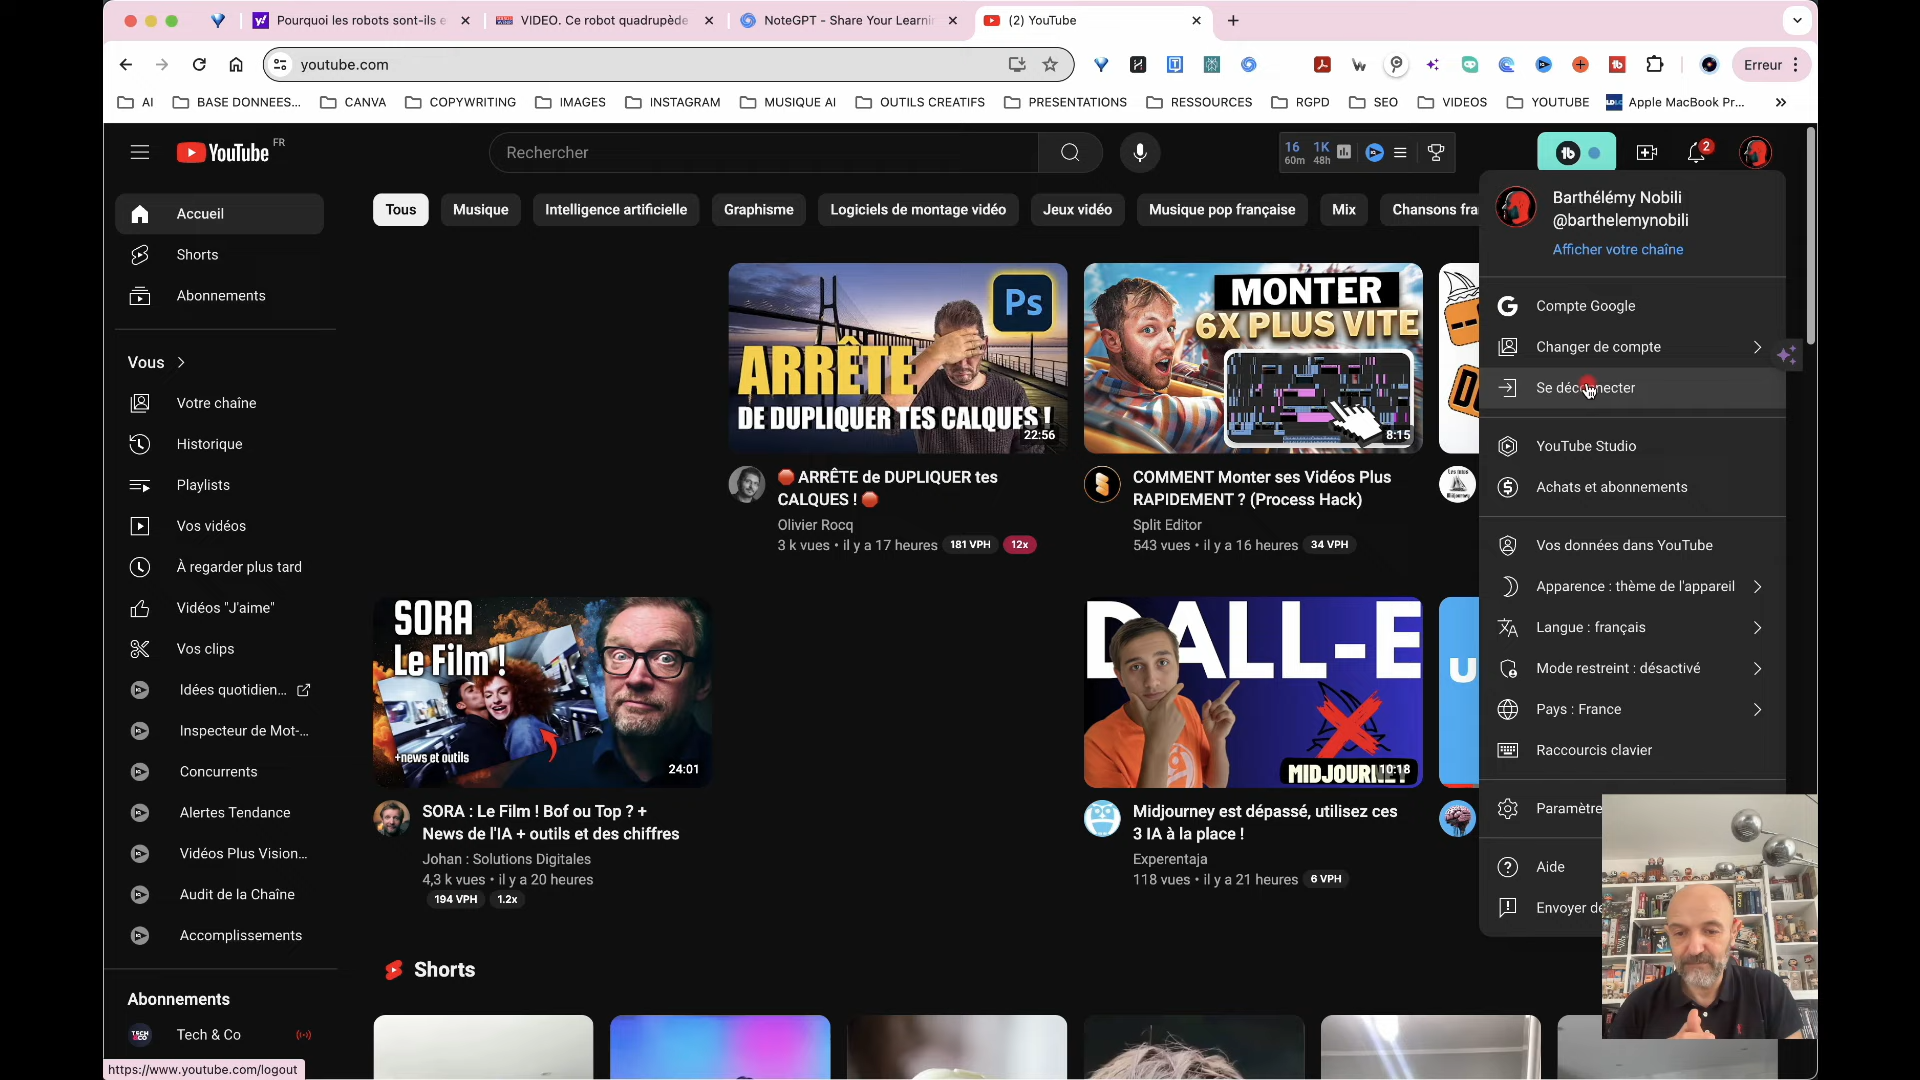 Pourquoi les robots sont-ils e
VIDEO. Ce robot quadrupède
NoteGPT - Share Your Learni
(2) YouTube
youtube.com
Erreur
AI
BASE DONNEES...
CANVA
COPYWRITING
IMAGES
INSTAGRAM
MUSIQUE AI
OUTILS CREATIFS
PRESENTATIONS
RESSOURCES
RGPD
SEO
VIDEOS
YOUTUBE
Apple MacBook Pr...
YouTube FR
Rechercher
16 1K
60m 48h
2
Accueil
Shorts
Abonnements
Vous
Votre chaîne
Historique
Playlists
Vos vidéos
À regarder plus tard
Vidéos "J'aime"
Vos clips
Idées quotidien...
Inspecteur de Mot-...
Concurrents
Alertes Tendance
Vidéos Plus Vision...
Audit de la Chaîne
Accomplissements
Abonnements
Tech & Co
https://www.youtube.com/logout
Tous
Musique
Intelligence artificielle
Graphisme
Logiciels de montage vidéo
Jeux vidéo
Musique pop française
Mix
Chansons fra
Ps
ARRÊTE
DE DUPLIQUER TES CALQUES !
22:56
ARRÊTE de DUPLIQUER tes
CALQUES !
Olivier Rocq
3 k vues • il y a 17 heures 181 VPH 12x
MONTER
6X PLUS VITE
8:15
COMMENT Monter ses Vidéos Plus
RAPIDEMENT ? (Process Hack)
Split Editor
543 vues • il y a 16 heures 34 VPH
SORA
Le Film !
+news et outils
24:01
SORA : Le Film ! Bof ou Top ? +
News de l'IA + outils et des chiffres
Johan : Solutions Digitales
4,3 k vues • il y a 20 heures
194 VPH 1.2x
DALL-E
MIDJOURNEY
10:18
Midjourney est dépassé, utilisez ces
3 IA à la place !
Experentaja
118 vues • il y a 21 heures 6 VPH
Shorts
Barthélémy Nobili
@barthelemynobili
Afficher votre chaîne
Compte Google
Changer de compte
Se déconnecter
YouTube Studio
Achats et abonnements
Vos données dans YouTube
Apparence : thème de l'appareil
Langue : français
Mode restreint : désactivé
Pays : France
Raccourcis clavier
Paramètre
Aide
Envoyer de